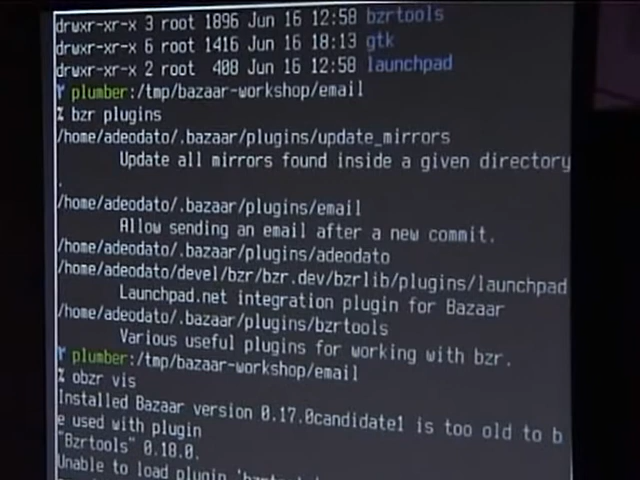 drwxr-xr-x 3 root 1896 Jun 16 12:58 bzrtools
drwxr-xr-x 6 root 1416 Jun 16 18:13 gtk
drwxr-xr-x 2 root 408 Jun 16 12:58 launchpad
plumber:/tmp/bazaar-workshop/email
% bzr plugins
/home/adeodato/.bazaar/plugins/update_mirrors
Update all mirrors found inside a given directory
.
/home/adeodato/.bazaar/plugins/email
Allow sending an email after a new commit.
/home/adeodato/.bazaar/plugins/adeodato
/home/adeodato/devel/bzr/bzr.dev/bzrlib/plugins/launchpad
Launchpad.net integration plugin for Bazaar
/home/adeodato/.bazaar/plugins/bzrtools
Various useful plugins for working with bzr.
plumber:/tmp/bazaar-workshop/email
% obzr vis
Installed Bazaar version 0.17.0candidate1 is too old to b
e used with plugin
"Bzrtools" 0.18.0.
Unable to load plugin